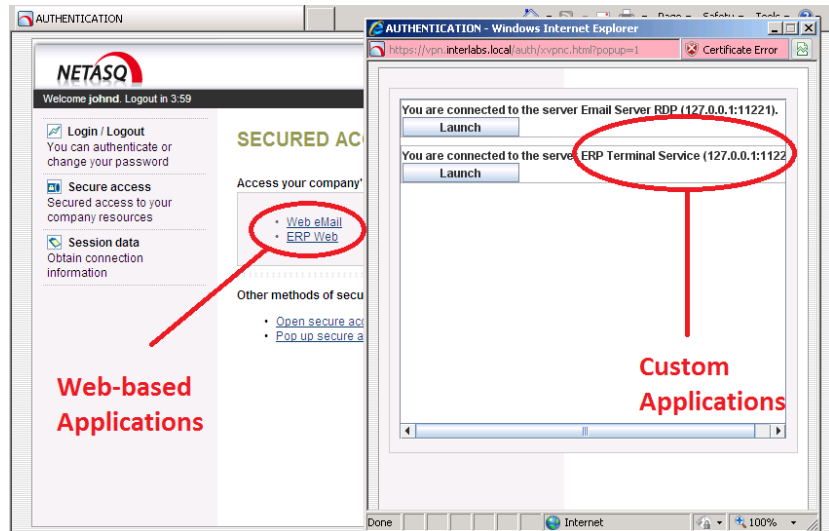 AUTHENTICATION
Page Safety Tools
NETASQ
Welcome johnd. Logout in 3:59
Login / Logout
You can authenticate or
change your password
Secure access
Secured access to your
company resources
Session data
Obtain connection
information
SECURED AC
Access your company'
Web eMail
ERP Web
Other methods of secu
Open secure acc
Pop up secure a
Web-based
Applications
AUTHENTICATION - Windows Internet Explorer
https://vpn.interlabs.local/auth/xvpnc.html?popup=1
Certificate Error
You are connected to the server Email Server RDP (127.0.0.1:11221).
Launch
You are connected to the server ERP Terminal Service (127.0.0.1:1122
Launch
Custom
Applications
Done
Internet
100%